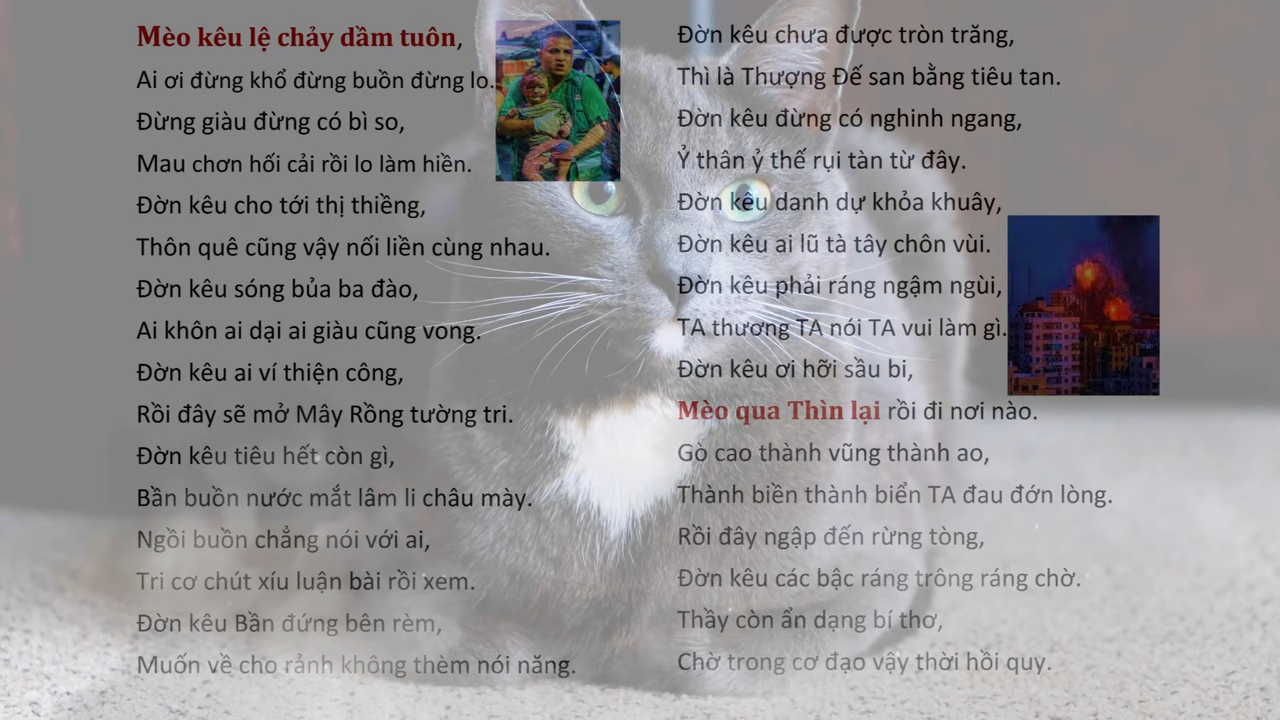 Mèo kêu lệ chảy dầm tuôn,
Ai ơi đừng khổ đừng buồn đừng lo.
Đừng giàu đừng có bì so,
Mau chơn hối cải rồi lo làm hiền.
Đờn kêu cho tới thị thiềng,
Thôn quê cũng vậy nối liền cùng nhau.
Đờn kêu sóng bủa ba đào,
Ai khôn ai dại ai giàu cũng vong.
Đờn kêu ai ví thiện công,
Rồi đây sẽ mở Mây Rồng tường tri.
Đờn kêu tiêu hết còn gì,
Bần buồn nước mắt lâm li châu mày.
Ngồi buồn chẳng nói với ai,
Tri cơ chút xíu luận bài rồi xem.
Đờn kêu Bần đứng bên rèm,
Muốn về cho rảnh không thèm nói năng.
Đờn kêu chưa được tròn trăng,
Thì là Thượng Đế san bằng tiêu tan.
Đờn kêu đừng có nghinh ngang,
Ỷ thân ỷ thế rụi tàn từ đây.
Đờn kêu danh dự khỏa khuây,
Đờn kêu ai lũ tà tây chôn vùi.
Đờn kêu phải ráng ngậm ngùi,
TA thương TA nói TA vui làm gì.
Đờn kêu ơi hỡi sầu bi,
Mèo qua Thìn lại rồi đi nơi nào.
Gò cao thành vũng thành ao,
Thành biền thành biển TA đau đớn lòng.
Rồi đây ngập đến rừng tòng,
Đờn kêu các bậc ráng trông ráng chờ.
Thầy còn ẩn dạng bí thơ,
Chờ trong cơ đạo vậy thời hồi quy.